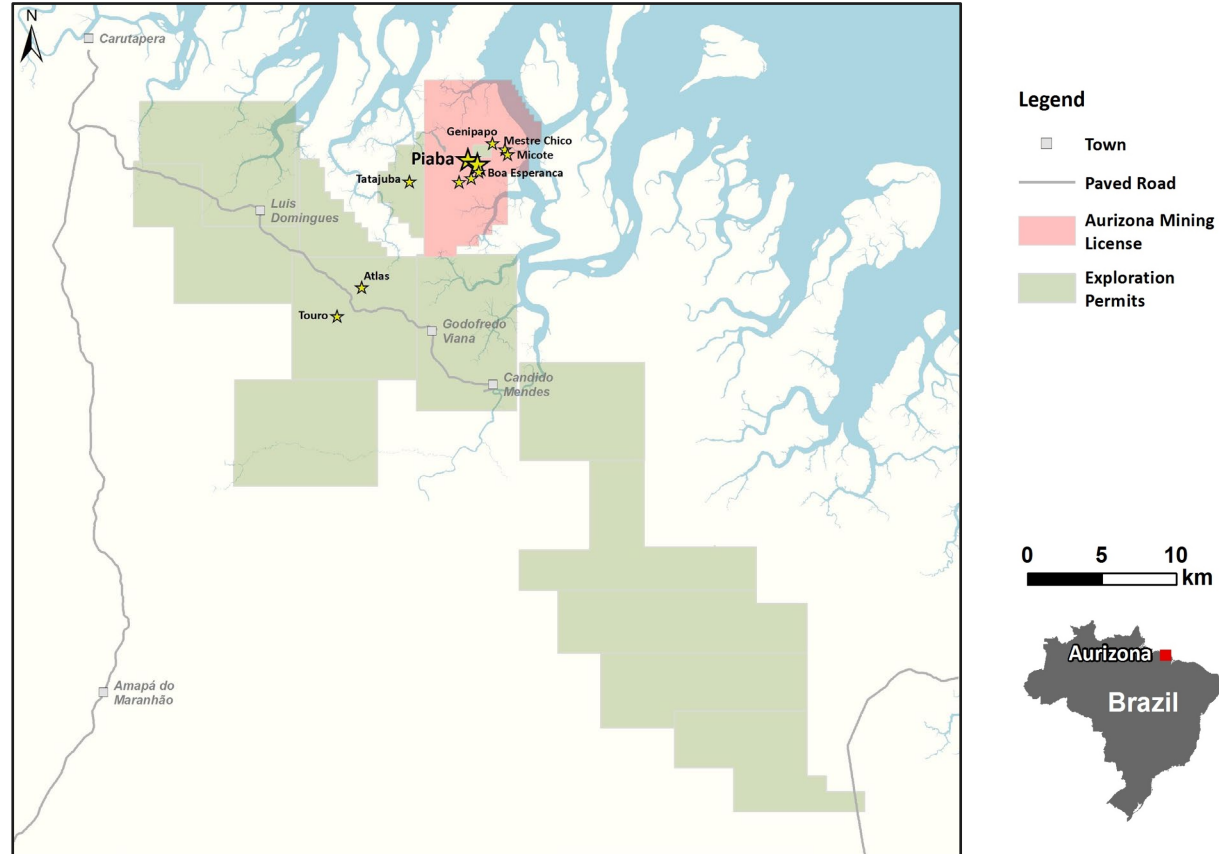 N
Carutapera
Genipapo
Mestre Chico
Micote
Piaba
Boa Esperanca
Tatajuba
Luis
Domingues
Atlas
Touro
Godofredo
Viana
Candido
Mendes
Amapá do
Maranhão
Legend
Town
Paved Road
Aurizona Mining
License
Exploration
Permits
0 5 10
km
Aurizona
Brazil